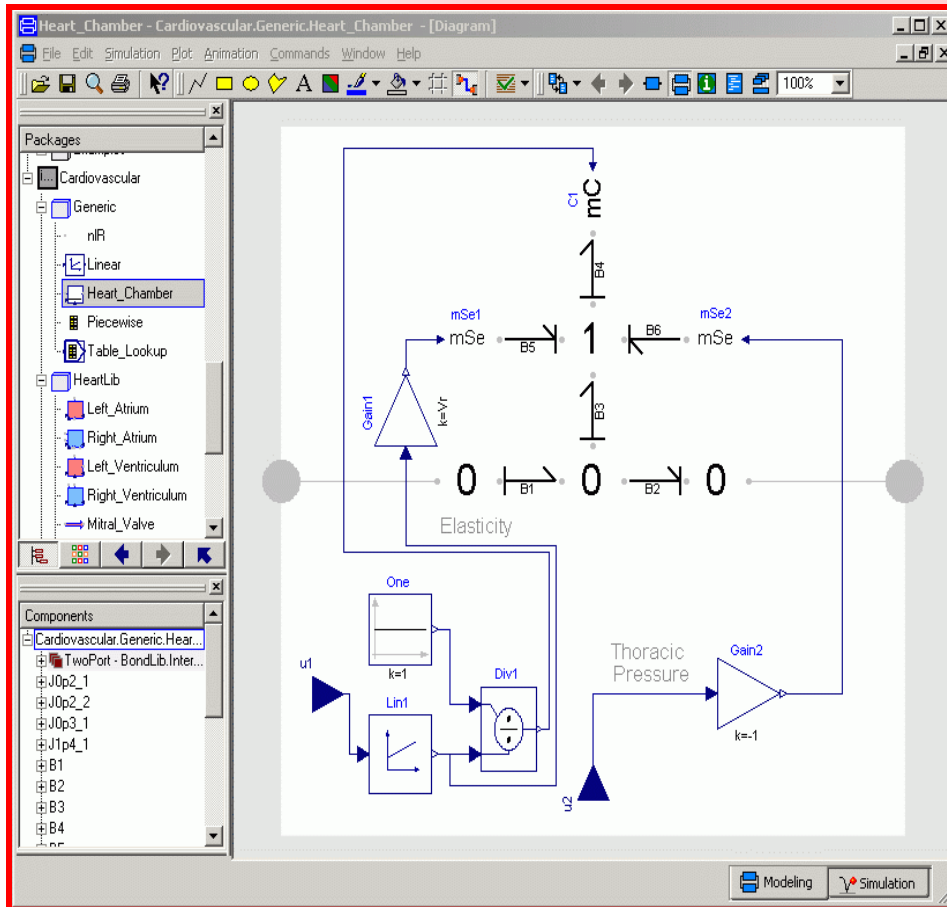 Heart_Chamber - Cardiovascular.Generic.Heart_Chamber - [Diagram]
File Edit Simulation Plot Animation Commands Window Help
A
100%
Packages
Cardiovascular
Generic
nlR
Linear
Heart_Chamber
Piecewise
Table_Lookup
HeartLib
Left_Atrium
Right_Atrium
Left_Ventriculum
Right_Ventriculum
Mitral_Valve
Components
Cardiovascular.Generic.Hear...
TwoPort - BondLib.Inter...
J0p2_1
J0p2_2
J0p3_1
J1p4_1
B1
B2
B3
B4
C1
mC
B4
mSe1
mSe
B5
1
B6
mSe2
mSe
Gain1
k=Vr
B3
0
B1
0
B2
0
Elasticity
One
k=1
u1
Lin1
Div1
Thoracic
Pressure
Gain2
k=-1
u2
Modeling
Simulation